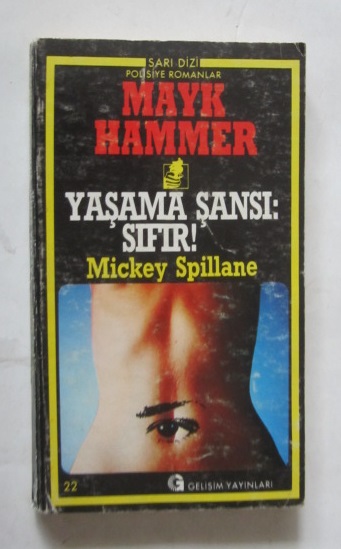 SARI DİZİ
POLİSİYE ROMANLAR
MAYK
HAMMER
YAŞAMA ŞANSI:
SIFIR!
Mickey Spillane
22
G GELİŞİM YAYINLARI